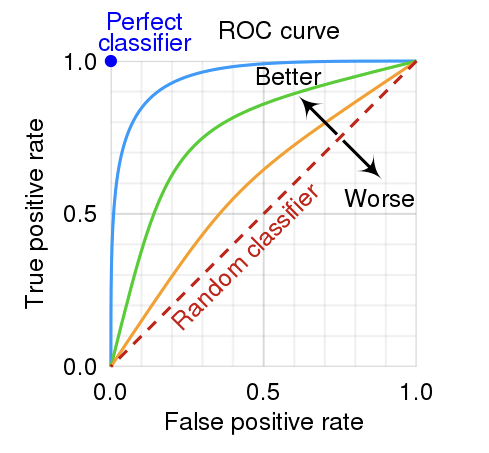 Perfect
classifier
ROC curve
1.0
Better
Worse
Random classifier
0.5
0.0
0.0
0.5
1.0
True positive rate
False positive rate